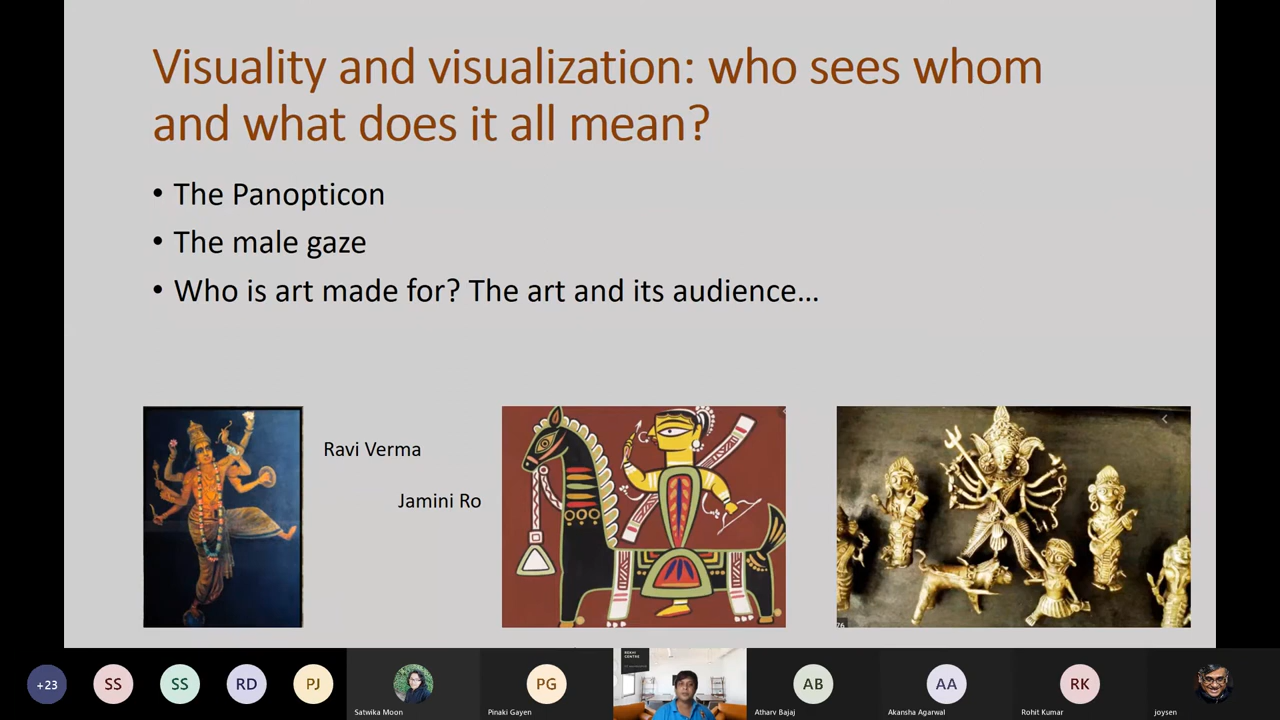 Visuality and visualization: who sees whom
and what does it all mean?
• The Panopticon
• The male gaze
• Who is art made for? The art and its audience...
Ravi Verma
Jamini Ro
76
+23
SS
SS
RD
PJ
Satwika Moon
PG
Pinaki Gayen
CENTRE
AB
Atharv Bajaj
AA
Akansha Agarwal
RK
Rohit Kumar
joysen